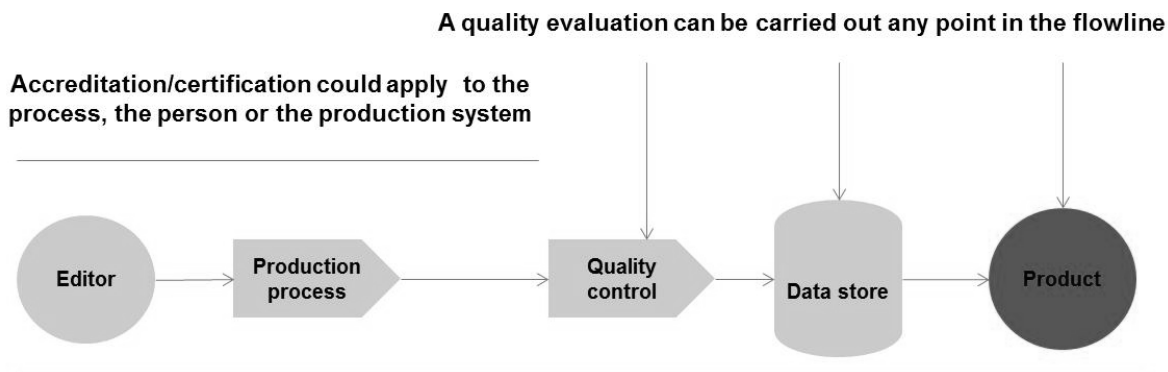 A quality evaluation can be carried out any point in the flowline
Accreditation/certification could apply to the
process, the person or the production system
Editor
Production
process
Quality
control
Data store
Product